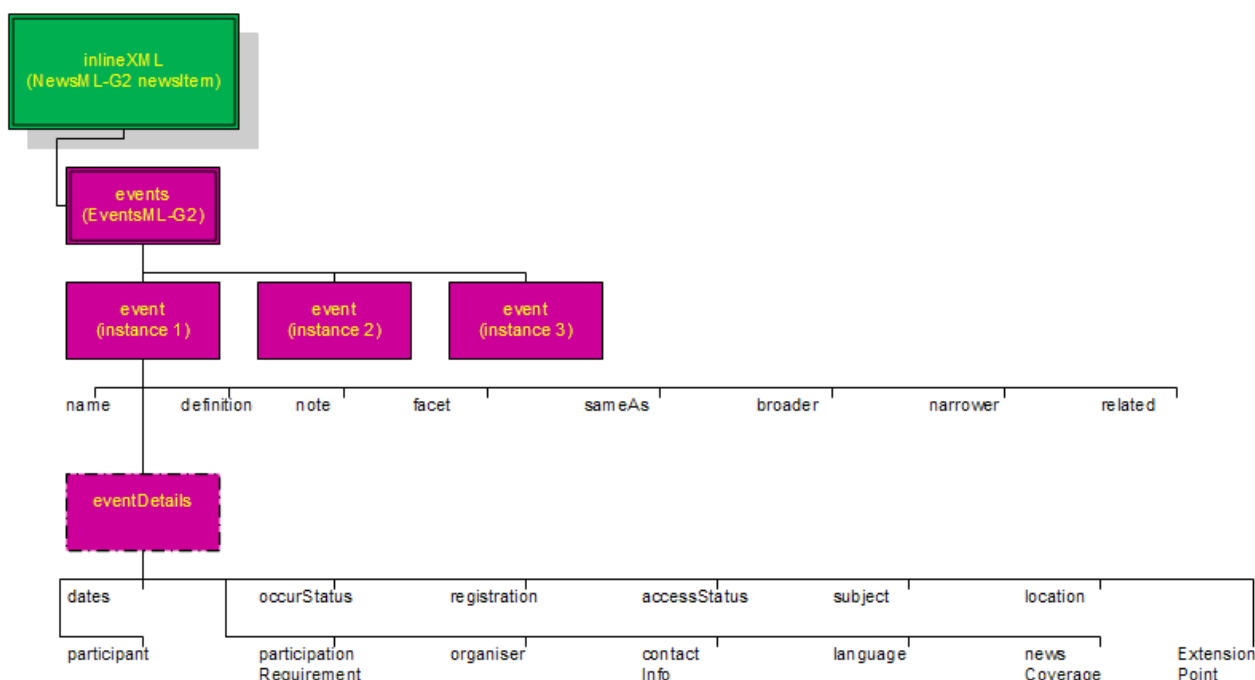 inlineXML
(NewsML-G2 newsItem)
events
(EventsML-G2)
event
(instance 1)
event
(instance 2)
event
(instance 3)
name definition note facet sameAs broader narrower related
eventDetails
dates occurStatus registration accessStatus subject location
participant participation organiser contact language news Extension
Requirement Info Coverage Point